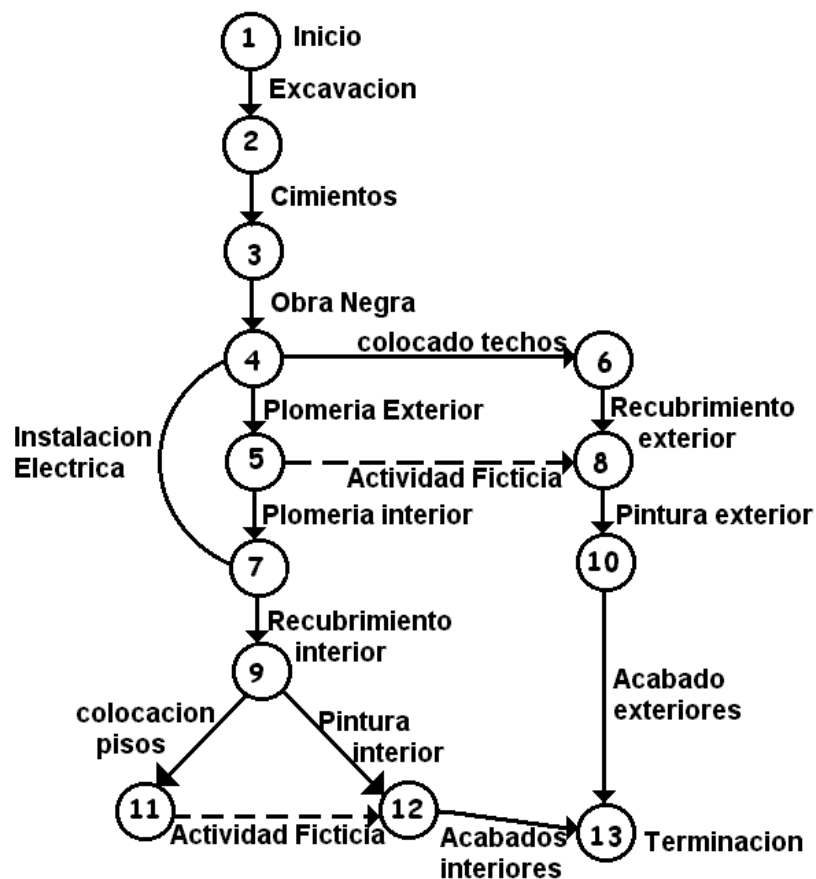 1 Inicio
Excavacion
2
Cimientos
3
Obra Negra
4
colocado techos
6
Plomeria Exterior
Recubrimiento
exterior
Instalacion
Electrica
5
Actividad Ficticia
8
Plomeria interior
Pintura exterior
7
10
Recubrimiento
interior
9
Acabado
exteriores
colocacion
pisos
Pintura
interior
11
Actividad Ficticia
12
Acabados
interiores
13 Terminacion